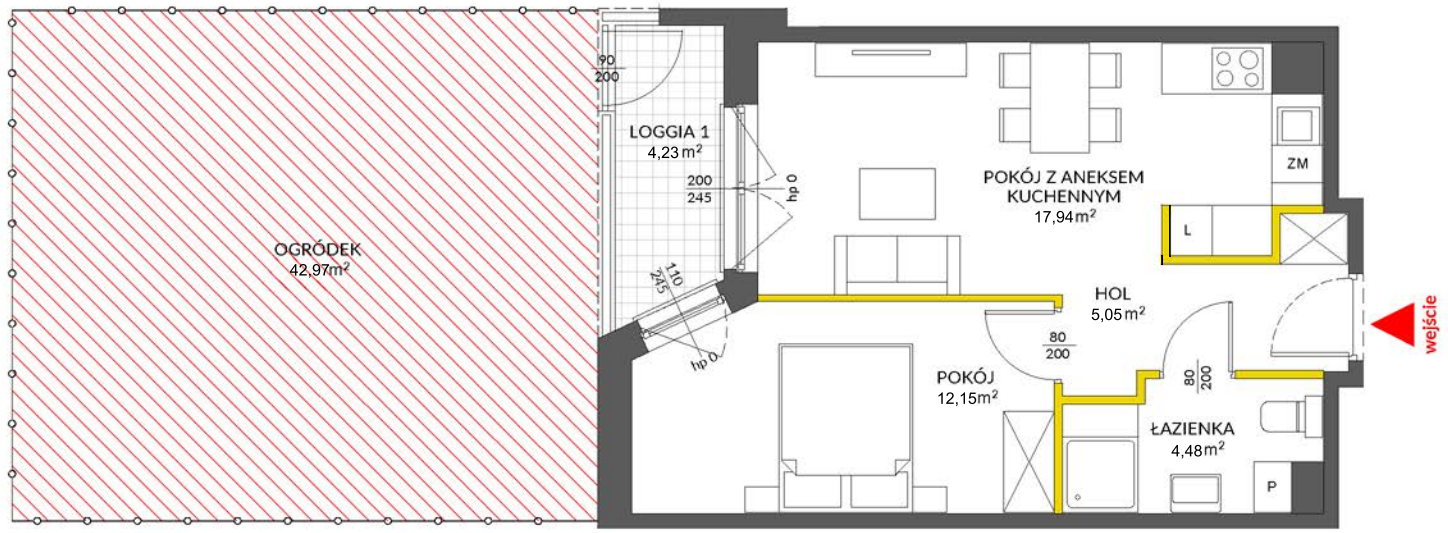 90
200
LOGGIA 1
4,23 m²
200
245
hp 0
110
245
hp 0
OGRÓDEK
42,97m²
POKÓJ Z ANEKSEM
KUCHENNYM
17,94m²
ZM
L
HOL
5,05m²
80
200
80
200
wejście
POKÓJ
12,15m²
ŁAZIENKA
4,48m²
P